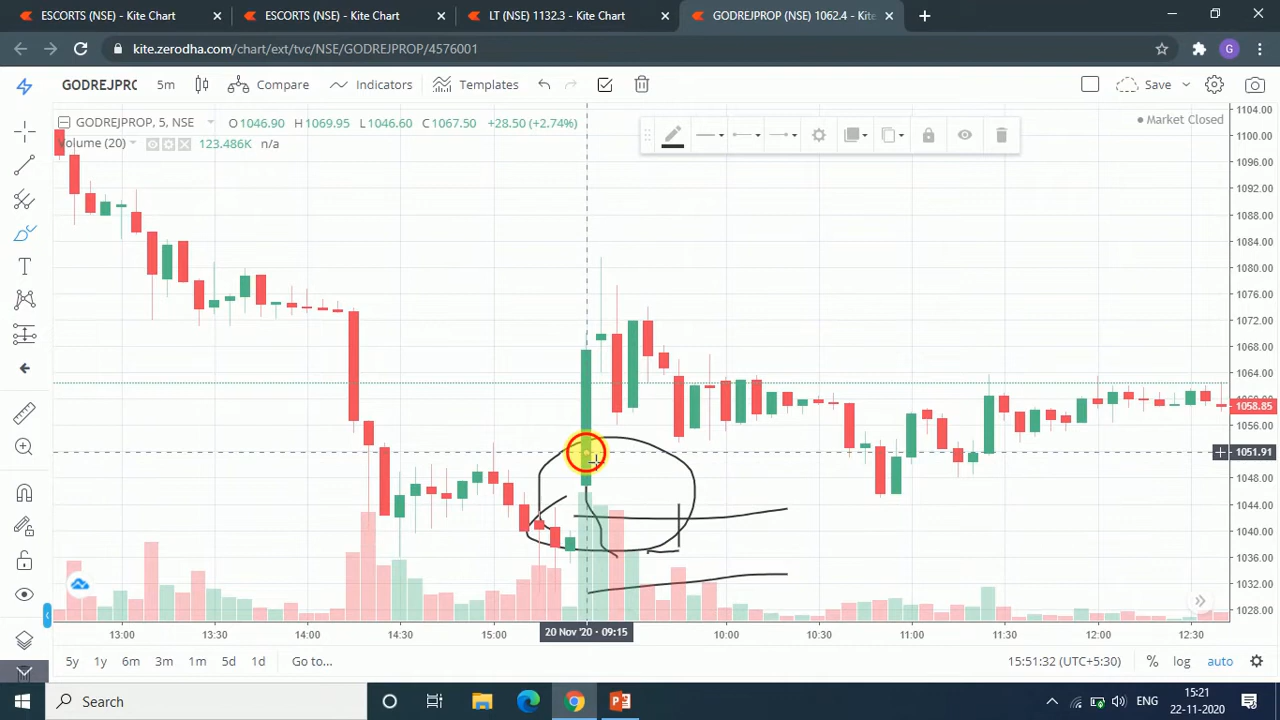 ESCORTS (NSE) - Kite Chart
ESCORTS (NSE) - Kite Chart
LT (NSE) 1132.3 - Kite Chart
GODREJPROP (NSE) 1062.4 - Kite
kite.zerodha.com/chart/ext/tvc/NSE/GODREJPROP/4576001
G
GODREJPRC 5m Compare Indicators Templates Save
GODREJPROP, 5, NSE O1046.90 H1069.95 L1046.60 C1067.50 +28.50 (+2.74%)
Volume (20) 123.486K n/a
Market Closed
1104.00
1100.00
1096.00
1092.00
1088.00
1084.00
1080.00
1076.00
1072.00
1068.00
1064.00
1060.00
1058.85
1056.00
1051.91
1048.00
1044.00
1040.00
1036.00
1032.00
1028.00
13:00 13:30 14:00 14:30 15:00 20 Nov '20 - 09:15 10:00 10:30 11:00 11:30 12:00 12:30
5y 1y 6m 3m 1m 5d 1d Go to... 15:51:32 (UTC+5:30) % log auto
Search
ENG
15:21
22-11-2020